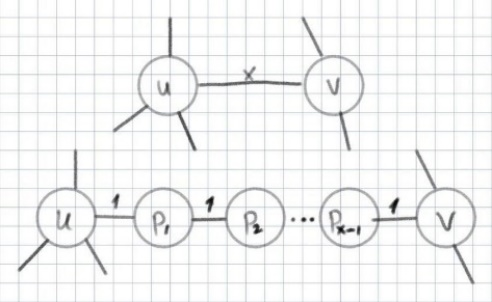 x
u v
1 1 1
u P₁ P₂ ... Pₓ₋₁ v